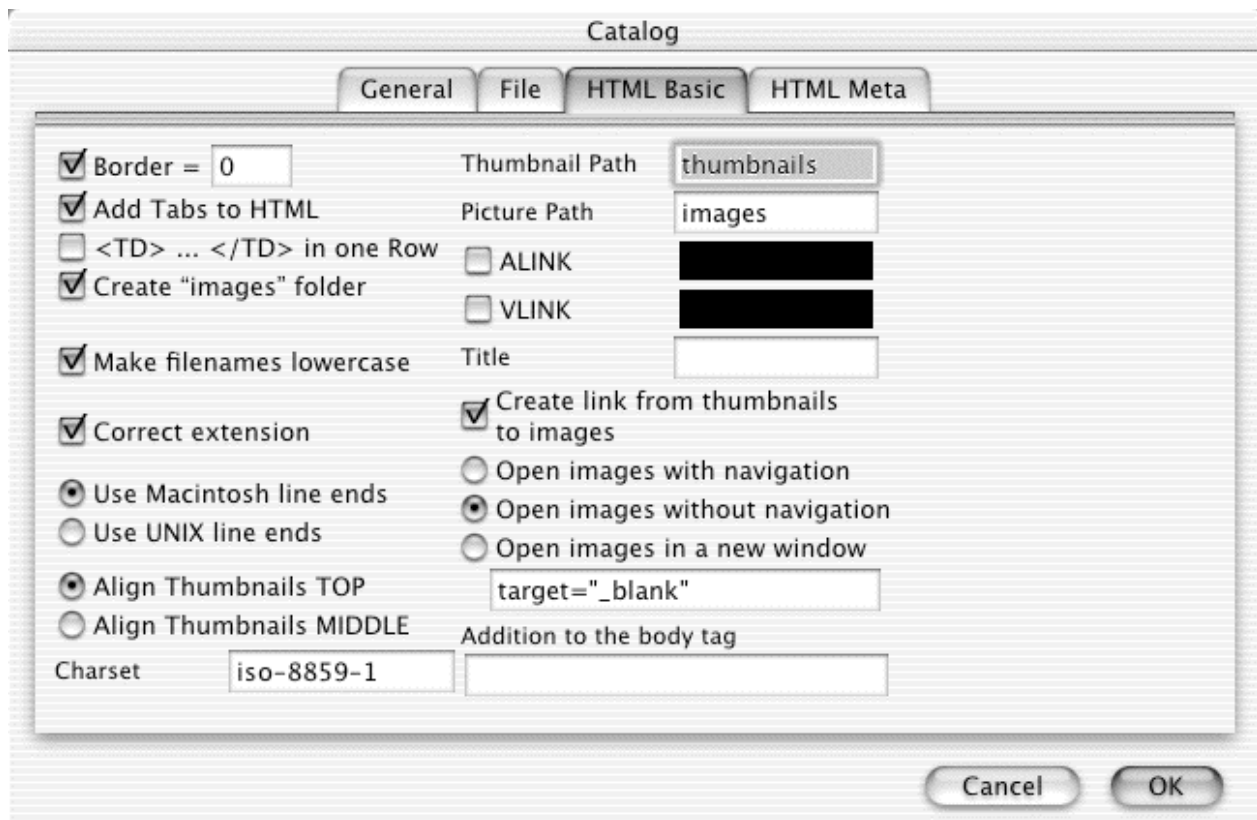 Catalog
General File HTML Basic HTML Meta
Border = 0
Add Tabs to HTML
<TD> ... </TD> in one Row
Create “images” folder
Make filenames lowercase
Correct extension
Use Macintosh line ends
Use UNIX line ends
Align Thumbnails TOP
Align Thumbnails MIDDLE
Charset iso-8859-1
Thumbnail Path thumbnails
Picture Path images
ALINK
VLINK
Title
Create link from thumbnails
to images
Open images with navigation
Open images without navigation
Open images in a new window
target="_blank"
Addition to the body tag
Cancel OK